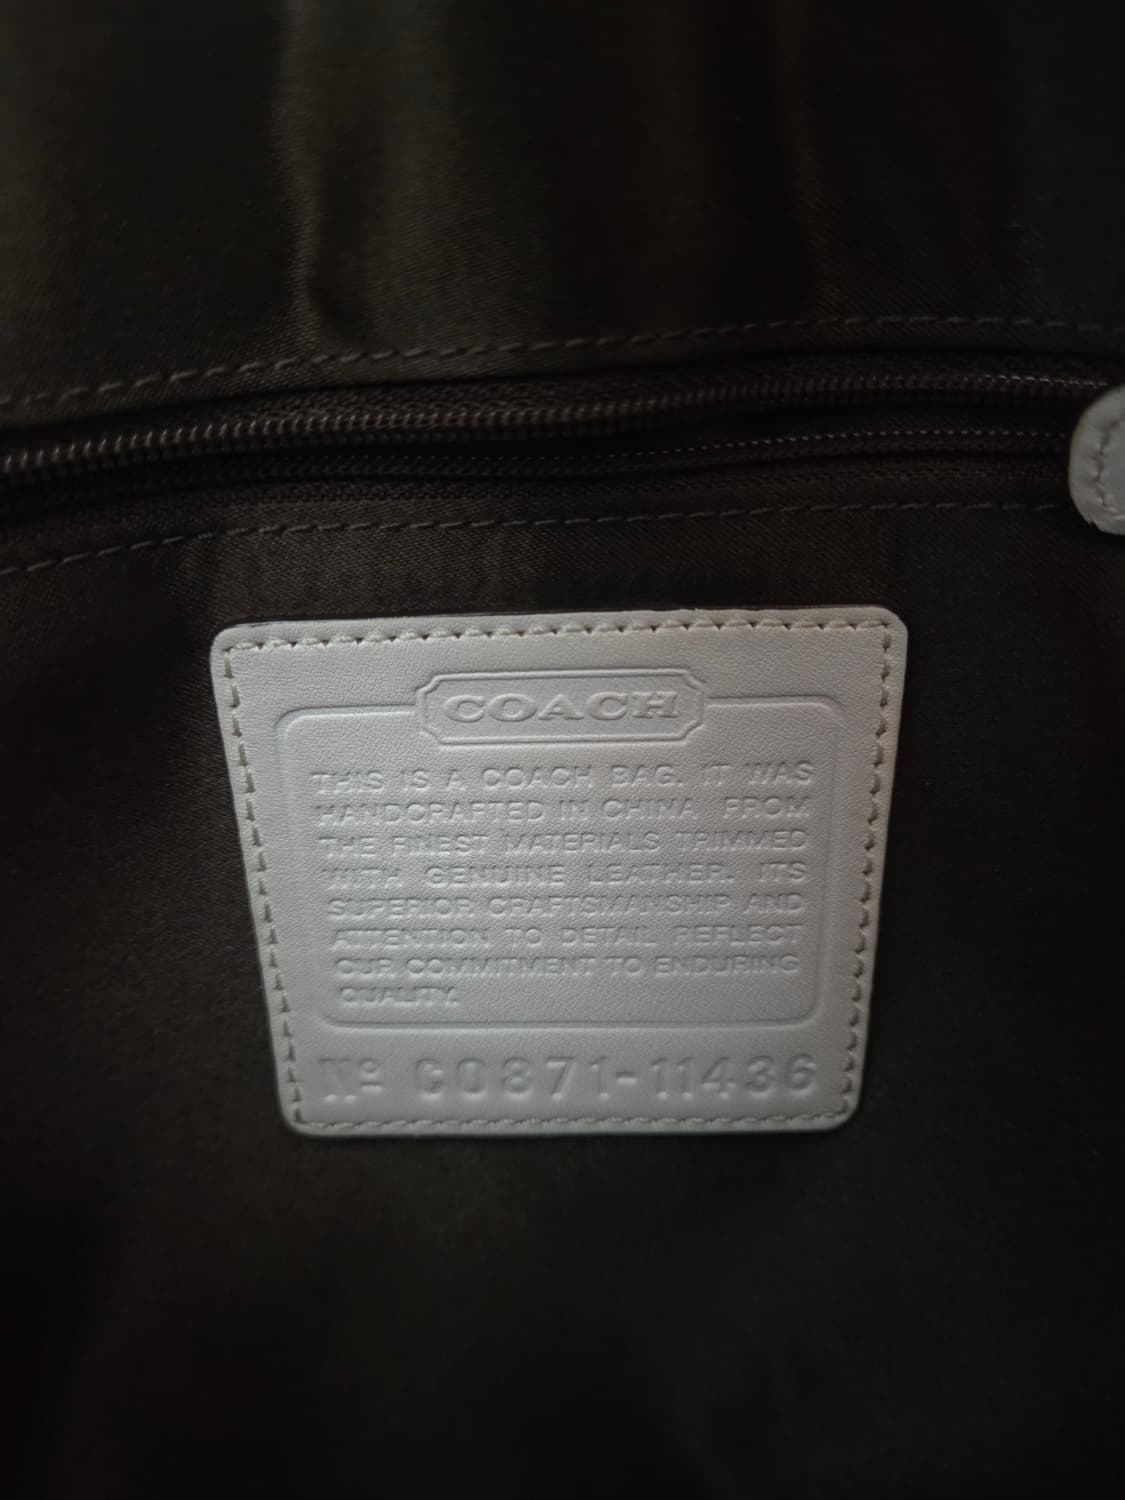 COACH
THIS IS A COACH BAG. IT WAS
HANDCRAFTED IN CHINA FROM
THE FINEST MATERIALS TRIMMED
WITH GENUINE LEATHER. ITS
SUPERIOR CRAFTSMANSHIP AND
ATTENTION TO DETAIL REFLECT
OUR COMMITMENT TO ENDURING
QUALITY.
Nº C0871-11436